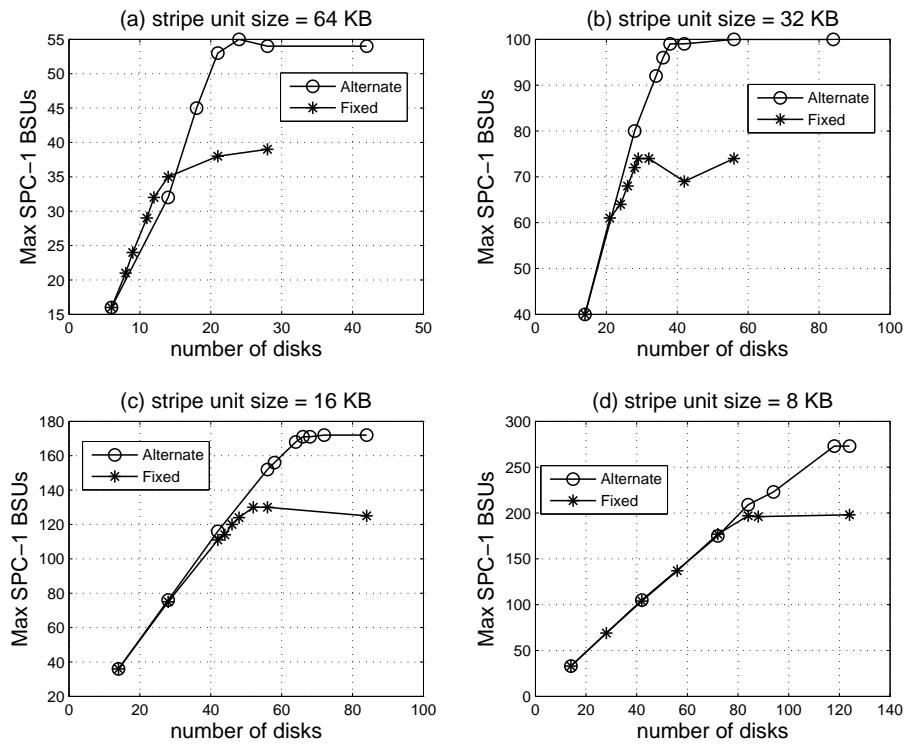 (a) stripe unit size = 64 KB
Max SPC−1 BSUs
55
50
45
40
35
30
25
20
15
0 10 20 30 40 50
number of disks
Alternate
Fixed
(b) stripe unit size = 32 KB
Max SPC−1 BSUs
100
90
80
70
60
50
40
0 20 40 60 80 100
number of disks
Alternate
Fixed
(c) stripe unit size = 16 KB
Max SPC−1 BSUs
180
160
140
120
100
80
60
40
20
0 20 40 60 80 100
number of disks
Alternate
Fixed
(d) stripe unit size = 8 KB
Max SPC−1 BSUs
300
250
200
150
100
50
0
0 20 40 60 80 100 120 140
number of disks
Alternate
Fixed